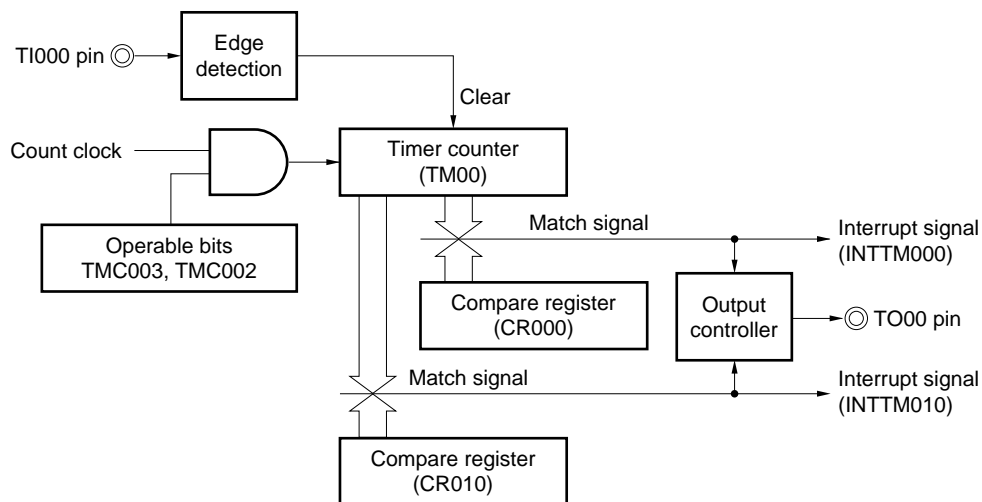 Edge
detection
TI000 pin
Clear
Count clock
Timer counter
(TM00)
Operable bits
TMC003, TMC002
Match signal
Interrupt signal
(INTTM000)
Compare register
(CR000)
Output
controller
TO00 pin
Match signal
Interrupt signal
(INTTM010)
Compare register
(CR010)